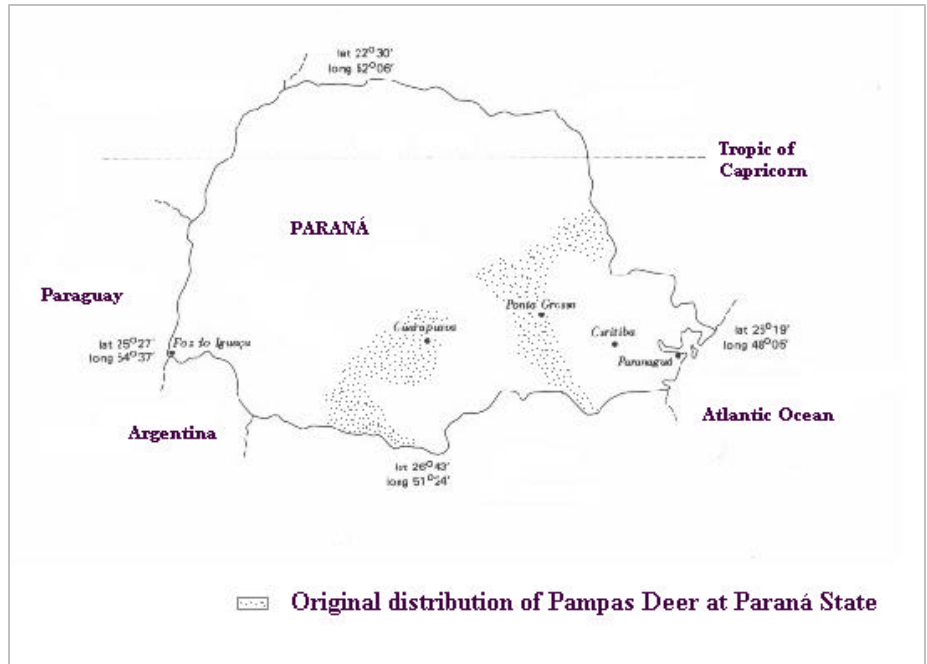 lat 22°30'
long 52°06'
Tropic of
Capricorn
PARANÁ
Paraguay
Ponta Grossa
Guarapuava
Curitiba
lat 25°19'
long 48°05'
lat 25°27'
long 54°37'
Foz do Iguaçu
Paranaguá
Atlantic Ocean
Argentina
lat 26°43'
long 51°24'
Original distribution of Pampas Deer at Paraná State